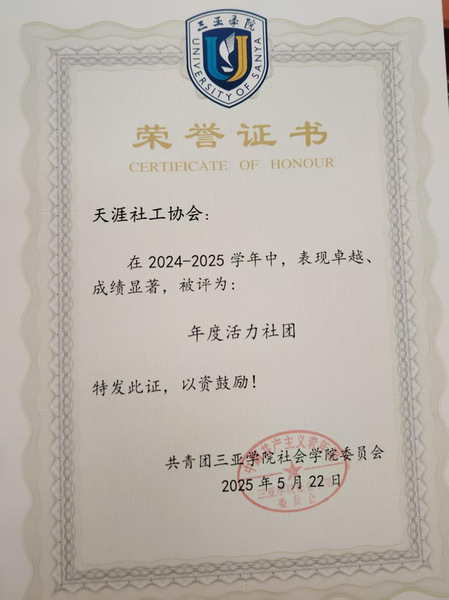 三亚学院
UNIVERSITY OF SANYA
荣誉证书
CERTIFICATE OF HONOUR
天涯社工协会：
在 2024-2025 学年中，表现卓越、
成绩显著，被评为：
年度活力社团
特发此证，以资鼓励！
共青团三亚学院社会学院委员会
2025 年 5 月 22 日